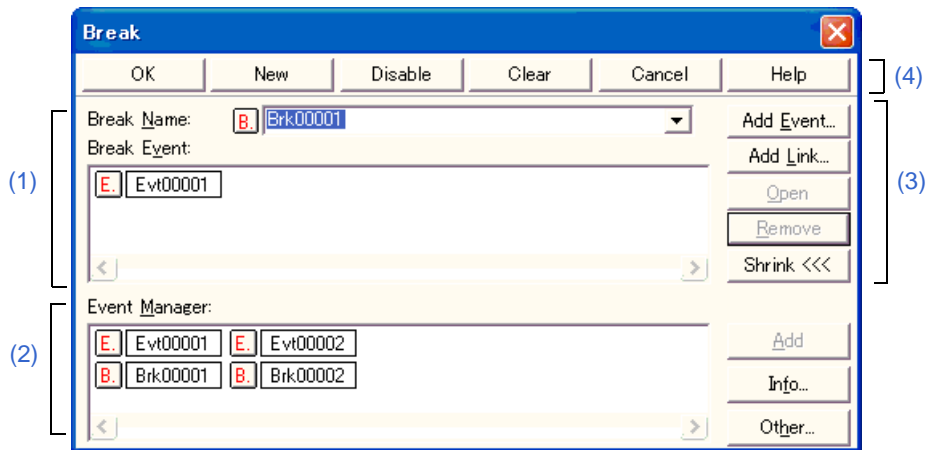 Break
OK New Disable Clear Cancel Help
(4)
Break Name: B. Brk00001 Add Event...
Break Event: Add Link...
(1)
E. Evt00001
(3)
Open
Remove
Shrink <<<
Event Manager:
(2)
E. Evt00001 E. Evt00002 Add
B. Brk00001 B. Brk00002 Info...
Other...